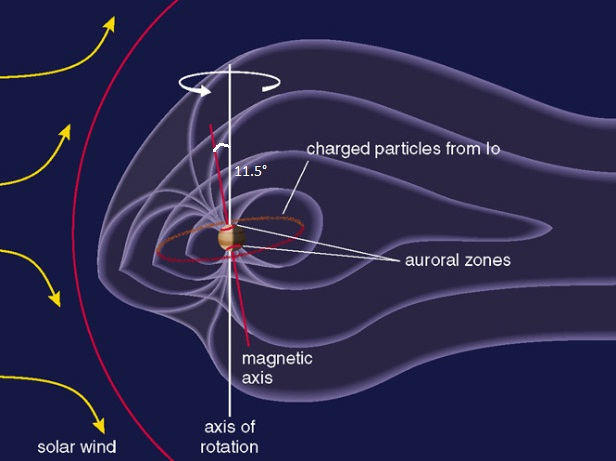 charged particles from Io
11.5°
auroral zones
magnetic
axis
axis of
rotation
solar wind